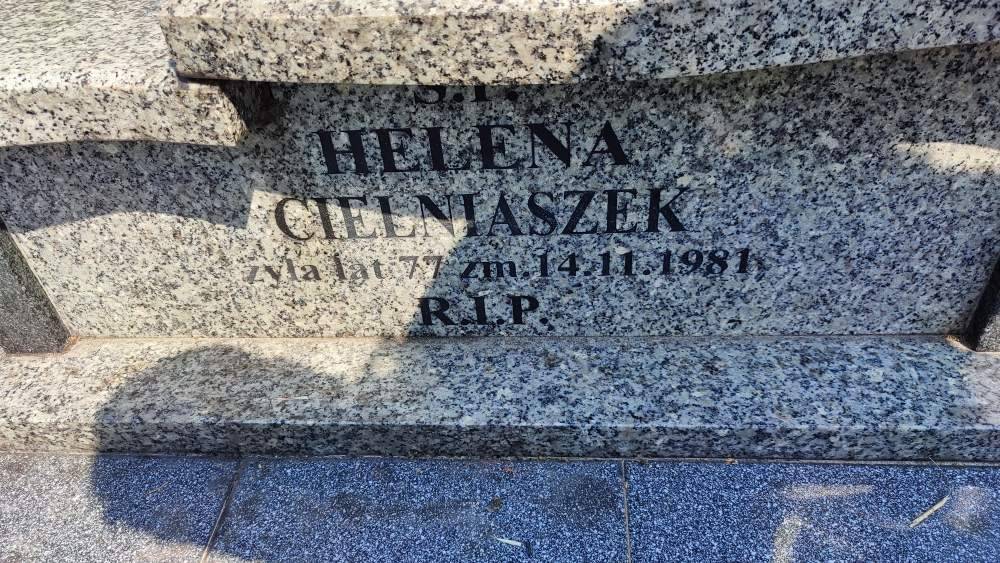 Ś.P.
HELENA
CIELNIASZEK
żyła lat 77 zm. 14.11.1981,
R.I.P.